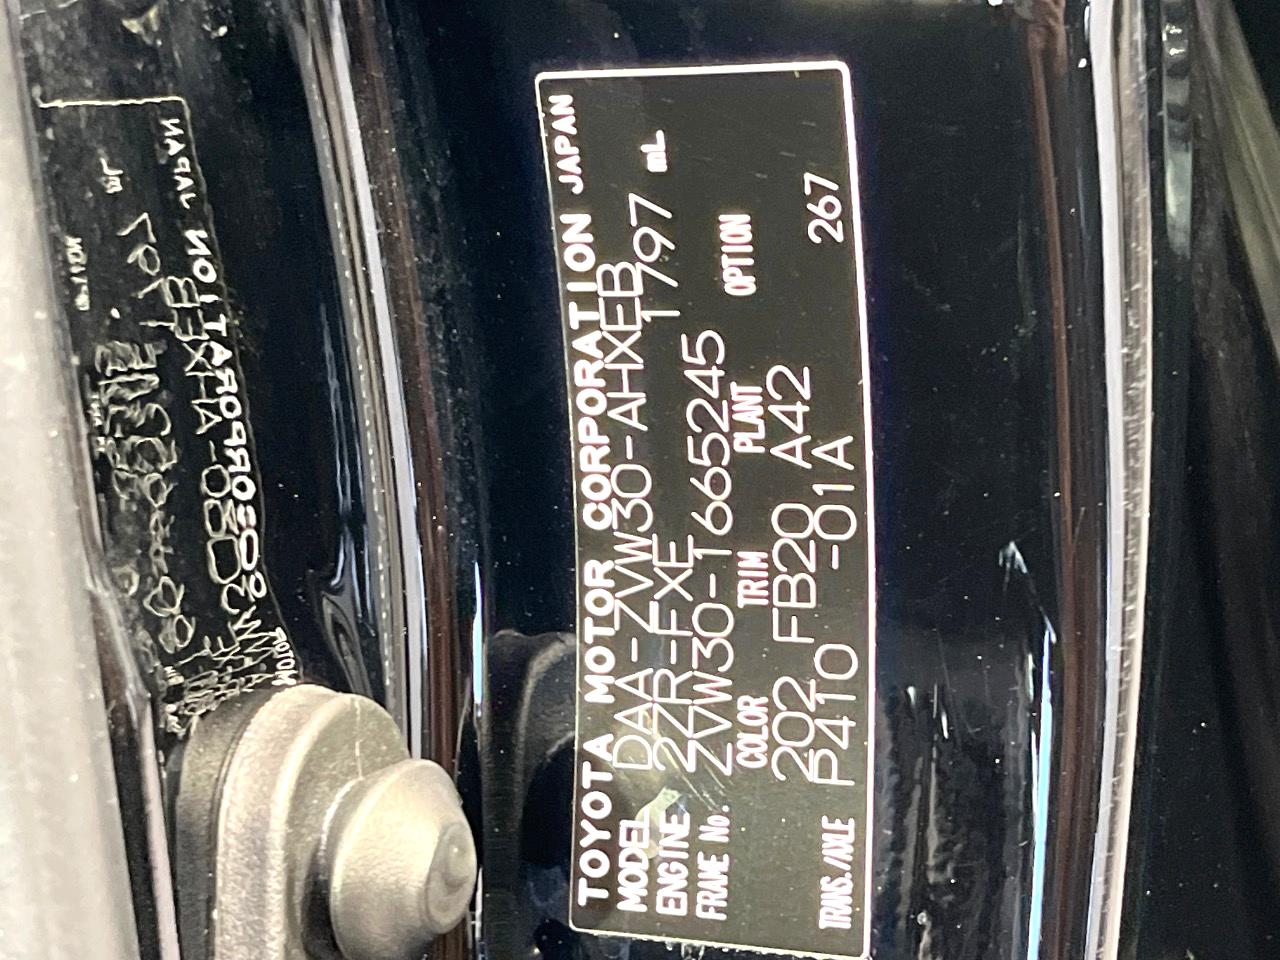 TOYOTA MOTOR CORPORATION JAPAN
MODEL DAA-ZVW30-AHXEB
ENGINE 2ZR-FXE 1797 mL
FRAME No. ZVW30-1665245
COLOR TRIM PLANT OPTION
202 FB20 A42
TRANS./AXLE P410 -01A 267